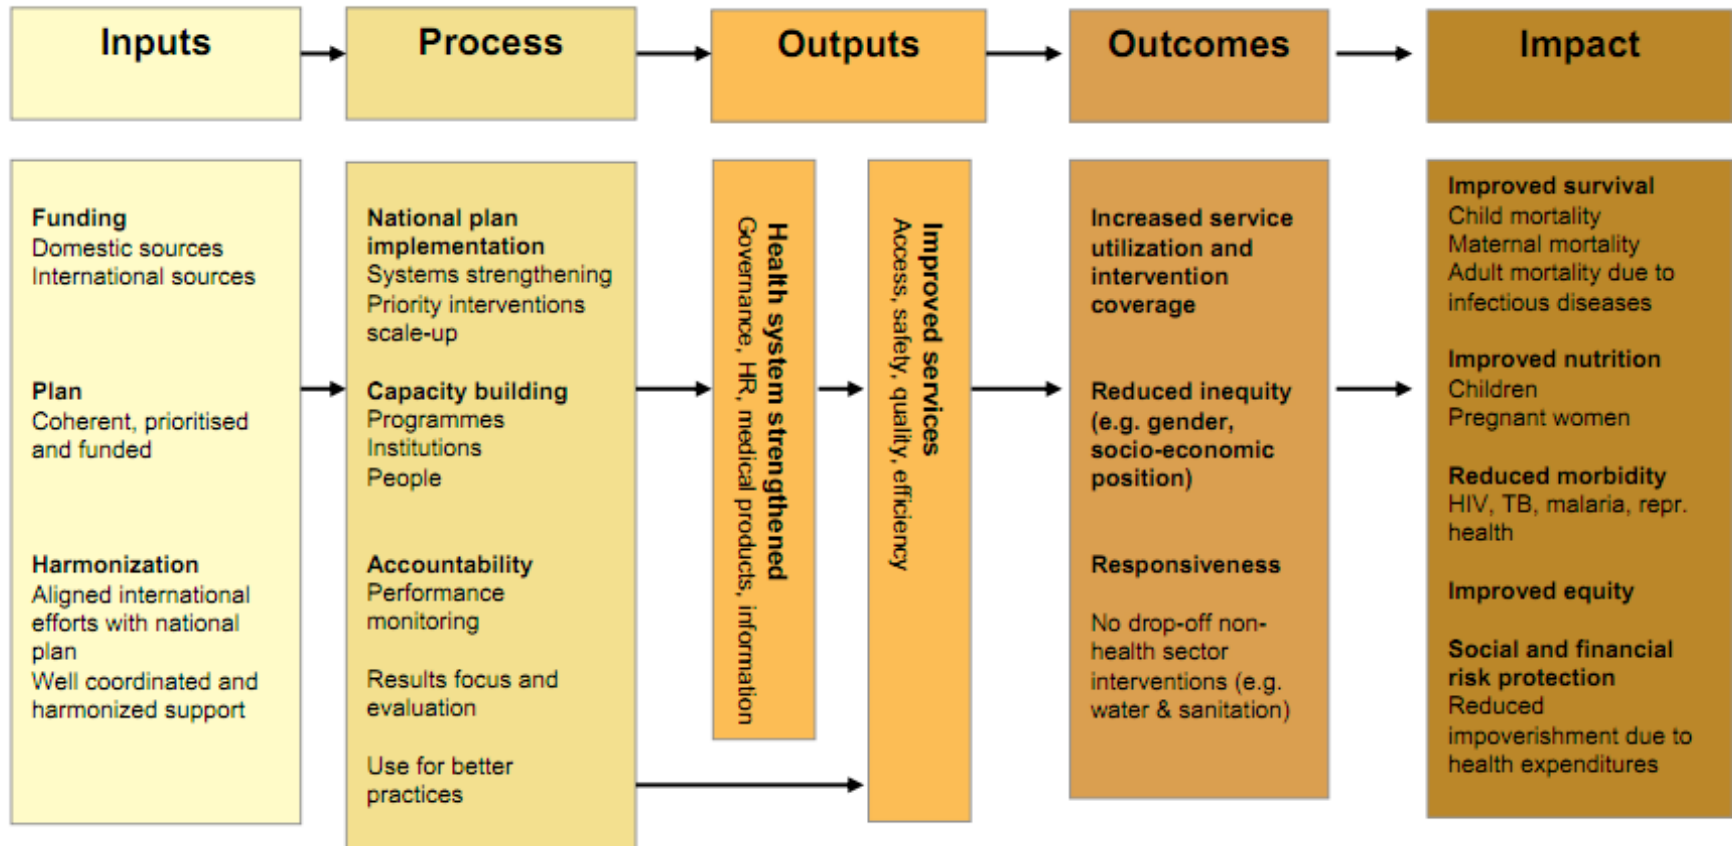 Inputs
Process
Outputs
Outcomes
Impact
Funding
Domestic sources
International sources
Plan
Coherent, prioritised
and funded
Harmonization
Aligned international
efforts with national
plan
Well coordinated and
harmonized support
National plan
implementation
Systems strengthening
Priority interventions
scale-up
Capacity building
Programmes
Institutions
People
Accountability
Performance
monitoring
Results focus and
evaluation
Use for better
practices
Health system strengthened
Governance, HR, medical products, information
Improved services
Access, safety, quality, efficiency
Increased service
utilization and
intervention
coverage
Reduced inequity
(e.g. gender,
socio-economic
position)
Responsiveness
No drop-off non-
health sector
interventions (e.g.
water & sanitation)
Improved survival
Child mortality
Maternal mortality
Adult mortality due to
infectious diseases
Improved nutrition
Children
Pregnant women
Reduced morbidity
HIV, TB, malaria, repr.
health
Improved equity
Social and financial
risk protection
Reduced
impoverishment due to
health expenditures